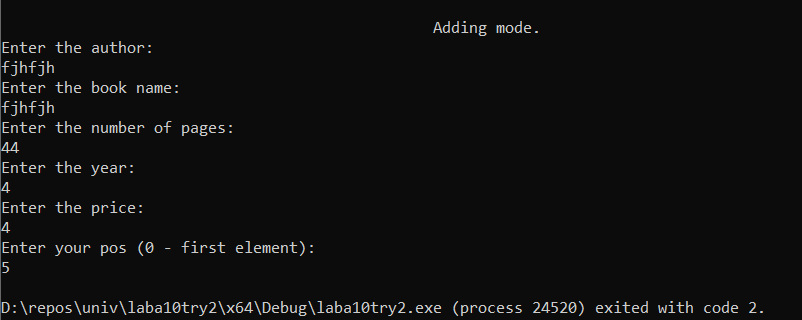 Adding mode.
Enter the author:
fjhfjh
Enter the book name:
fjhfjh
Enter the number of pages:
44
Enter the year:
4
Enter the price:
4
Enter your pos (0 - first element):
5
D:\repos\univ\laba10try2\x64\Debug\laba10try2.exe (process 24520) exited with code 2.